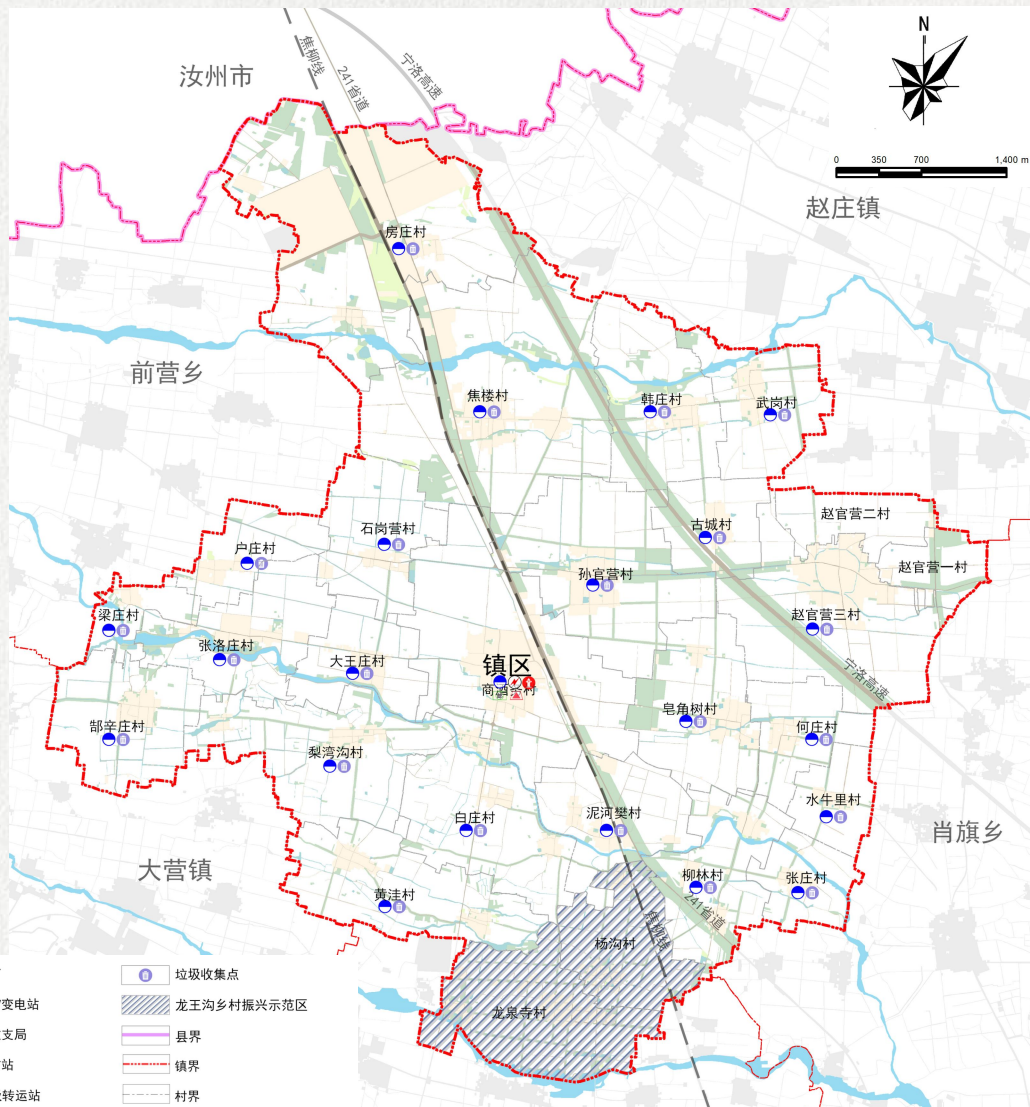 N
汝州市
焦柳线
241省道
宁洛高速
0 350 700 1,400 m
赵庄镇
房庄村
前营乡
焦楼村
韩庄村
武岗村
石岗营村
古城村
赵官营二村
户庄村
孙官营村
赵官营一村
梁庄村
张洛庄村
大王庄村
镇区
赵官营三村
宁洛高速
郜辛庄村
皂角树村
何庄村
梨湾沟村
白庄村
泥河樊村
水牛里村
肖旗乡
大营镇
黄洼村
柳林村
张庄村
241省道
焦柳线
杨沟村
龙泉寺村
垃圾收集点
变电站
龙王沟乡村振兴示范区
支局
县界
站
镇界
转运站
村界